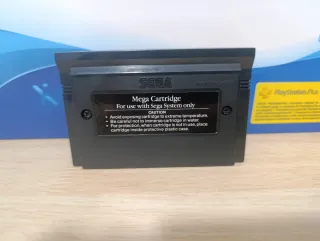 SEGA
Mega Cartridge
For use with Sega System only
CAUTION
• Avoid exposing cartridge to extreme temperature.
• Be careful not to immerse cartridge in water.
• For protection, when cartridge is not in use, place
cartridge inside protective plastic case.
PlayStation Plus